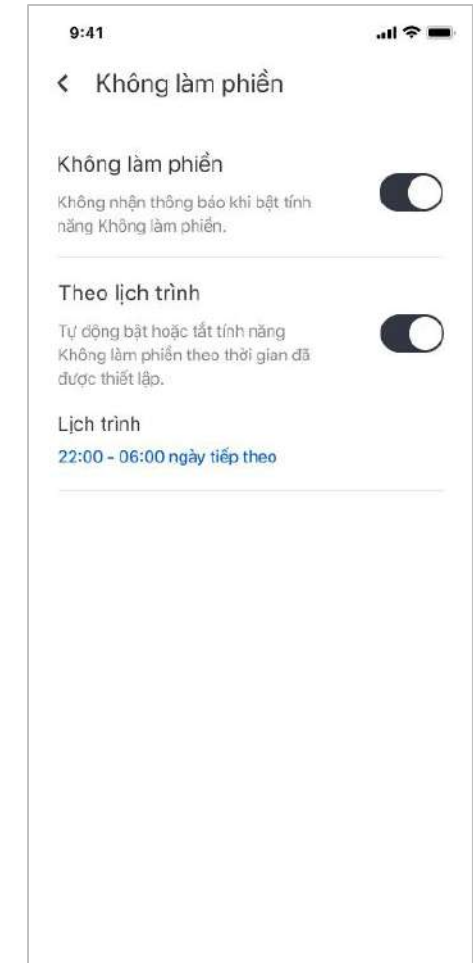 9:41
Không làm phiền
Không làm phiền
Không nhận thông báo khi bật tính
năng Không làm phiền.
Theo lịch trình
Tự động bật hoặc tắt tính năng
Không làm phiền theo thời gian đã
được thiết lập.
Lịch trình
22:00 - 06:00 ngày tiếp theo